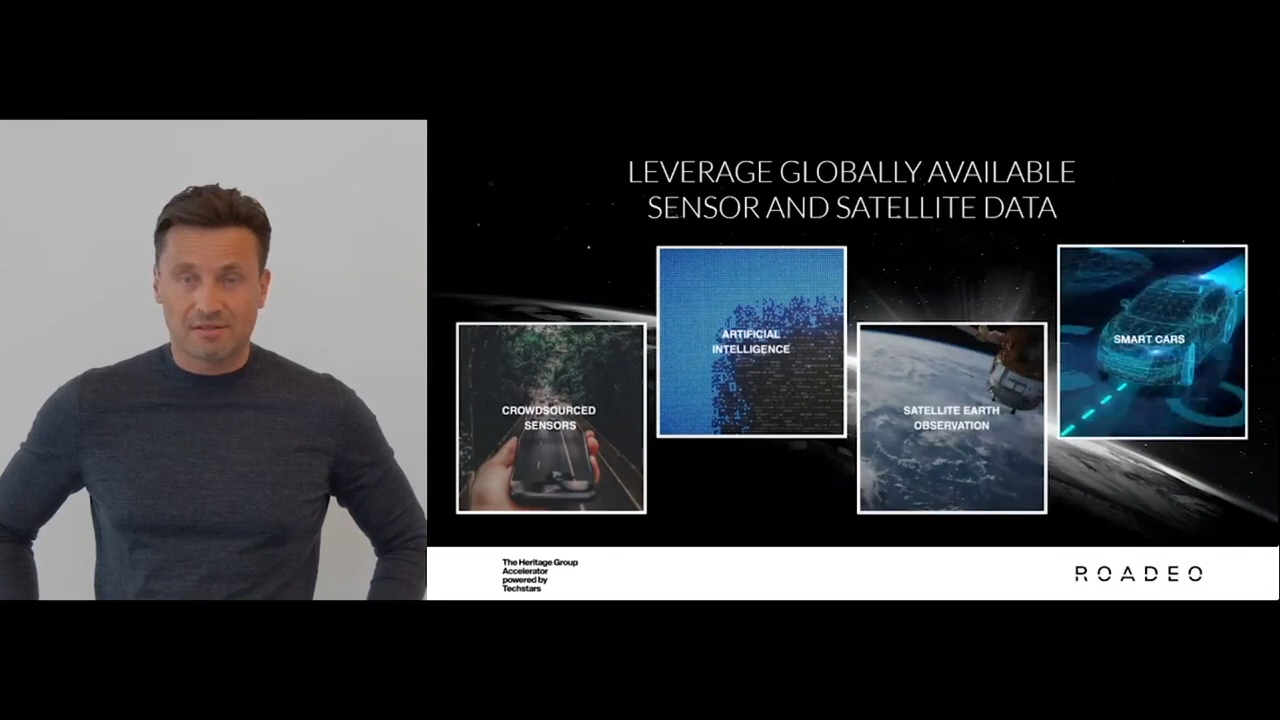 LEVERAGE GLOBALLY AVAILABLE
SENSOR AND SATELLITE DATA
CROWDSOURCED
SENSORS
ARTIFICIAL
INTELLIGENCE
SATELLITE EARTH
OBSERVATION
SMART CARS
The Heritage Group
Accelerator
powered by
Techstars
ROADEO